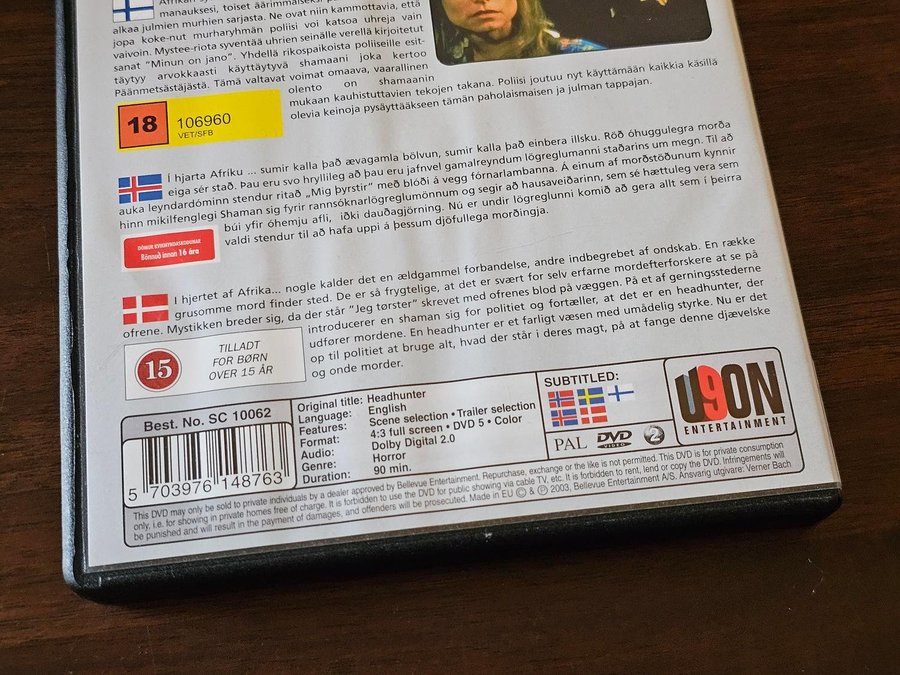 manauksesi, toiset äärimmäiseksi
alkaa julmien murhien sarjasta. Ne ovat niin kammottavia, että
jopa koke-nut murharyhmän poliisi voi katsoa uhreja vain
vaivoin. Mystee-riota syventää uhrien seinälle verellä kirjoitetut
sanat "Minun on jano". Yhdellä rikospaikoista poliiseille esit-
täytyy arvokkaasti käyttäytyvä shamaani joka kertoo
Päänmetsästäjästä. Tämä valtavat voimat omaava, vaarallinen
olento on shamaanin
mukaan kauhistuttavien tekojen takana. Poliisi joutuu nyt käyttämään kaikkia käsillä
olevia keinoja pysäyttääkseen tämän paholaismaisen ja julman tappajan.
18 106960
VET/SFB
Í hjarta Afríku ... sumir kalla það ævagamla bölvun, sumir kalla það einbera illsku. Röð óhuggulegra morða
eiga sér stað. Þau eru svo hryllileg að þau eru jafnvel gamalreyndum lögreglumanni staðarins um megn. Til að
auka leyndardóminn stendur ritað „Mig þyrstir" með blóði á vegg fórnarlambanna. Á einum af morðstöðunum kynnir
hinn mikilfenglegi Shaman sig fyrir rannsóknarlögreglumönnum og segir að hausaveiðarinn, sem sé hættuleg vera sem
búi yfir óhemju afli, iðki dauðagjörning. Nú er undir lögreglunni komið að gera allt sem í þeirra
valdi stendur til að hafa uppi á þessum djöfullega morðingja.
DÓMUR KVIKMYNDASKOÐUNAR
Bönnuð innan 16 ára
I hjertet af Afrika... nogle kalder det en ældgammel forbandelse, andre indbegrebet af ondskab. En række
grusomme mord finder sted. De er så frygtelige, at det er svært for selv erfarne mordefterforskere at se på
ofrene. Mystikken breder sig, da der står "Jeg tørster" skrevet med ofrenes blod på væggen. På et af gerningsstederne
introducerer en shaman sig for politiet og fortæller, at det er en headhunter, der
udfører mordene. En headhunter er et farligt væsen med umådelig styrke. Nu er det
op til politiet at bruge alt, hvad der står i deres magt, på at fange denne djævelske
og onde morder.
15 TILLADT
FOR BØRN
OVER 15 ÅR
Best. No. SC 10062
5 703976 148763
Original title: Headhunter
Language: English
Features: Scene selection • Trailer selection
Format: 4:3 full screen • DVD 5 • Color
Audio: Dolby Digital 2.0
Genre: Horror
Duration: 90 min.
SUBTITLED:
PAL DVD VIDEO 2
U9ON
ENTERTAINMENT
This DVD may only be sold to private individuals by a dealer approved by Bellevue Entertainment. Repurchase, exchange or the like is not permitted. This DVD is for private consumption
only, i.e. for showing in private homes free of charge. It is forbidden to use the DVD for public showing via cable TV, etc. It is forbidden to rent, lend or copy the DVD. Infringements will
be punished and will result in the payment of damages, and offenders will be prosecuted. Made in EU © & ℗ 2003, Bellevue Entertainment A/S. Ansvarig utgivare: Verner Bach